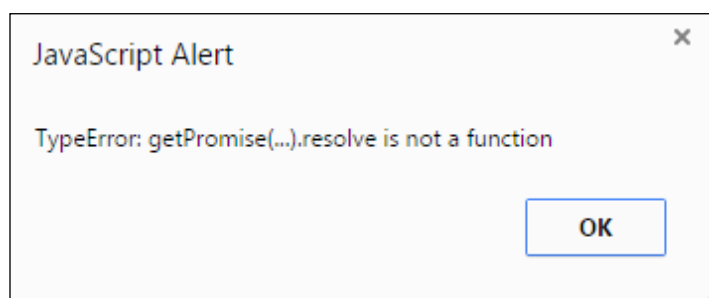 JavaScript Alert
TypeError: getPromise(...).resolve is not a function
OK